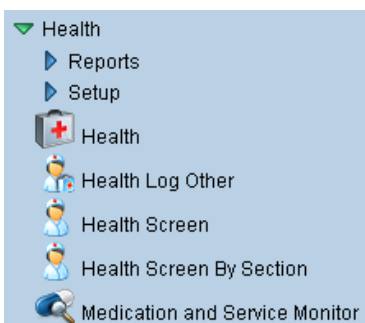 Health
Reports
Setup
Health
Health Log Other
Health Screen
Health Screen By Section
Medication and Service Monitor